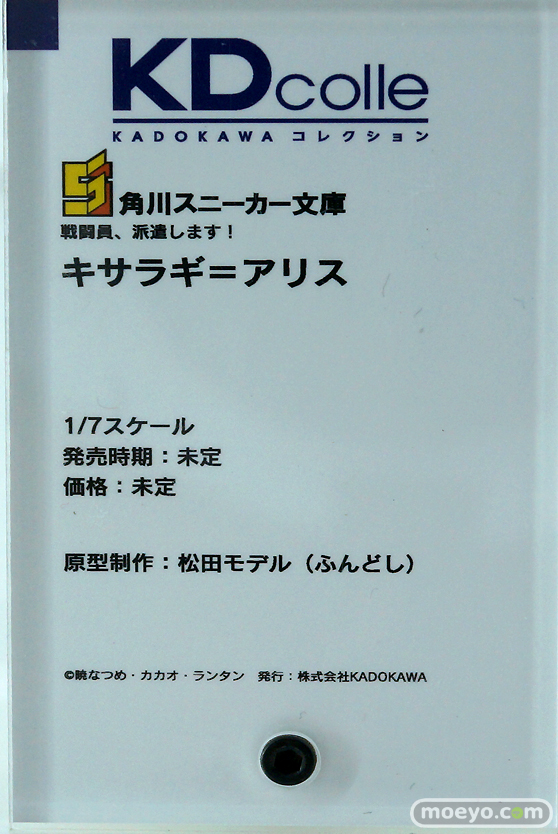 KDcolle
KADOKAWA コレクション
角川スニーカー文庫
戦闘員、派遣します！
キサラギ＝アリス
1/7スケール
発売時期：未定
価格：未定
原型制作：松田モデル（ふんどし）
©暁なつめ・カカオ・ランタン　発行：株式会社KADOKAWA
moeyo.com